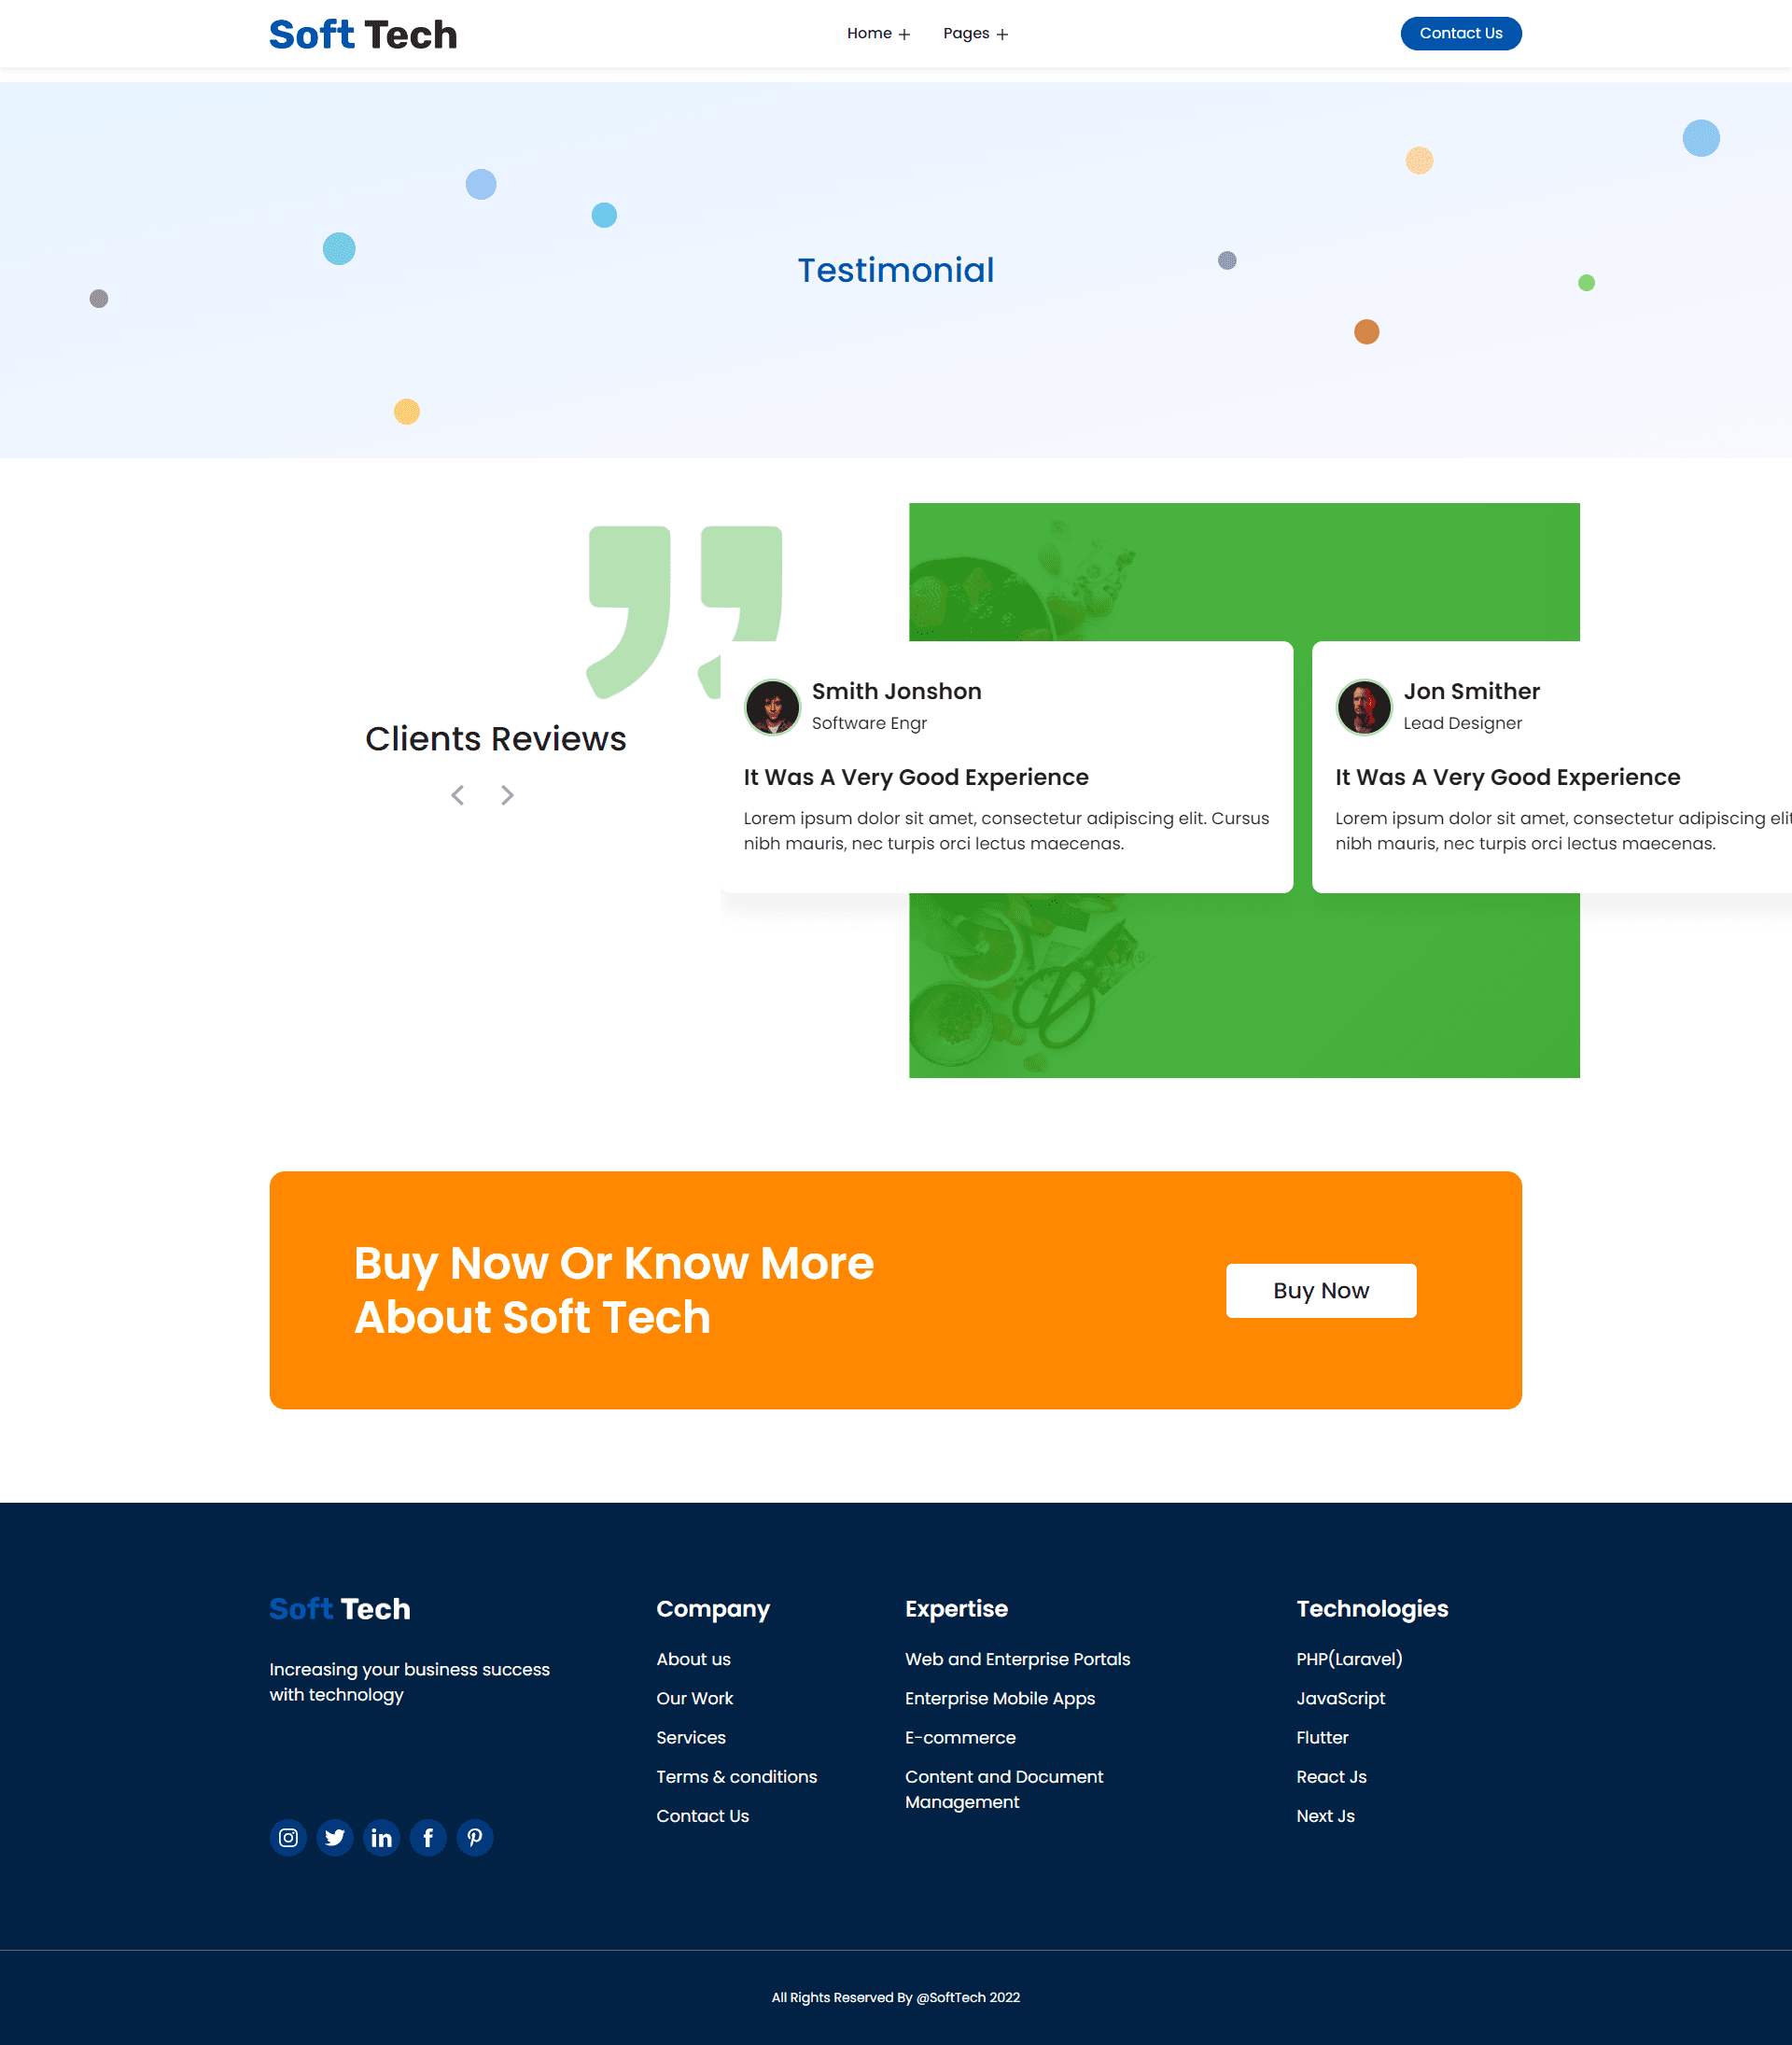 Soft Tech
Home
Pages
Contact Us
Testimonial
Clients Reviews
Smith Jonshon
Software Engr
It Was A Very Good Experience
Lorem ipsum dolor sit amet, consectetur adipiscing elit. Cursus
nibh mauris, nec turpis orci lectus maecenas.
Jon Smither
Lead Designer
It Was A Very Good Experience
Lorem ipsum dolor sit amet, consectetur adipiscing elit
nibh mauris, nec turpis orci lectus maecenas.
Buy Now Or Know More
About Soft Tech
Buy Now
Soft Tech
Increasing your business success
with technology
Company
About us
Our Work
Services
Terms & conditions
Contact Us
Expertise
Web and Enterprise Portals
Enterprise Mobile Apps
E-commerce
Content and Document
Management
Technologies
PHP(Laravel)
JavaScript
Flutter
React Js
Next Js
All Rights Reserved By @SoftTech 2022